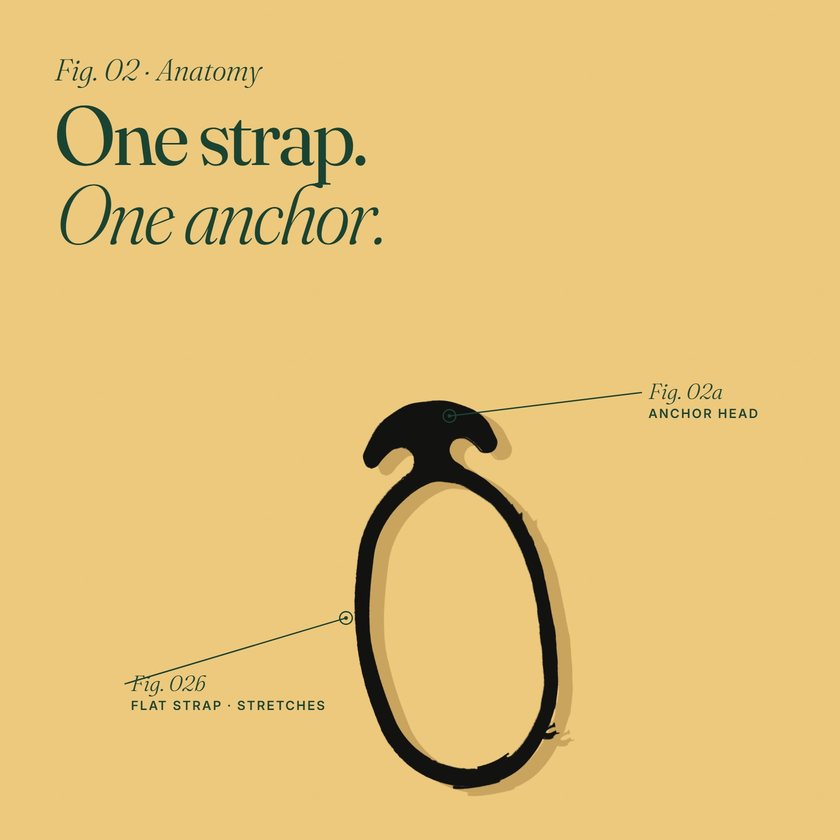 Fig. 02 · Anatomy
One strap.
One anchor.
Fig. 02a
ANCHOR HEAD
Fig. 02b
FLAT STRAP · STRETCHES